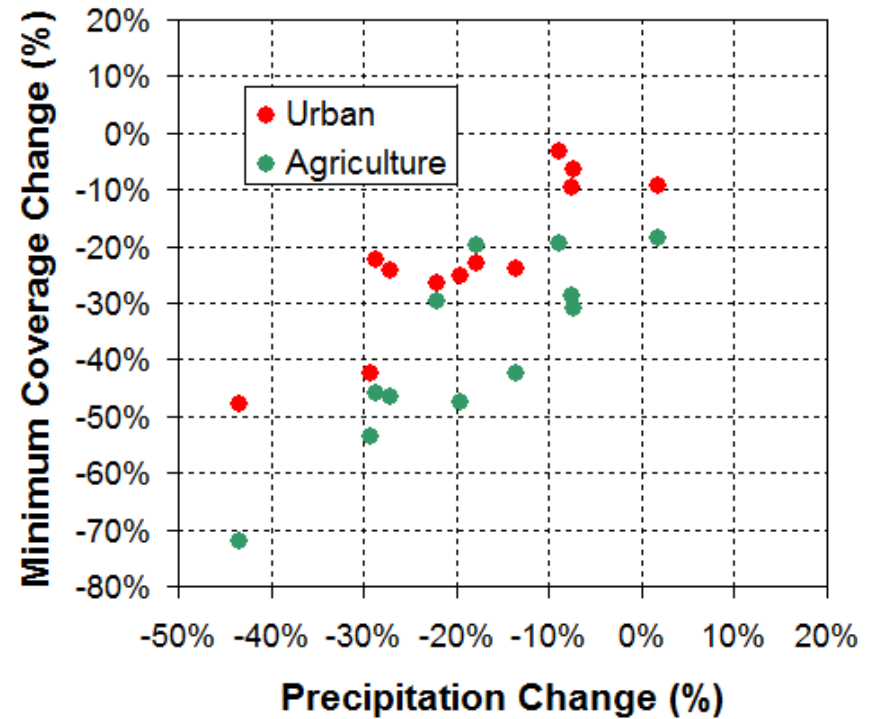 Minimum Coverage Change (%)
20%
10%
0%
-10%
-20%
-30%
-40%
-50%
-60%
-70%
-80%
Urban
Agriculture
-50% -40% -30% -20% -10% 0% 10% 20%
Precipitation Change (%)